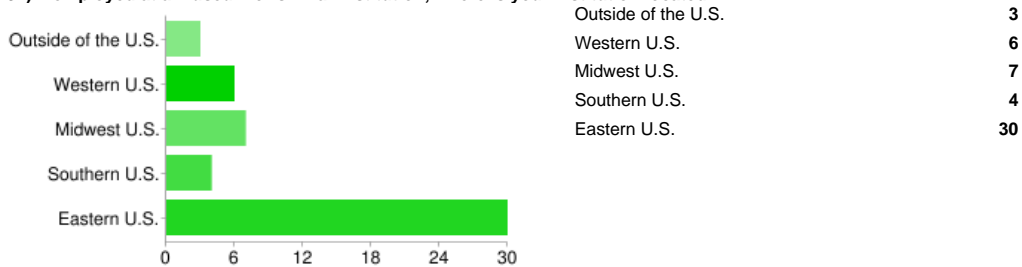 Outside of the U.S.
Western U.S.
Midwest U.S.
Southern U.S.
Eastern U.S.
0 6 12 18 24 30
Outside of the U.S. 3
Western U.S. 6
Midwest U.S. 7
Southern U.S. 4
Eastern U.S. 30